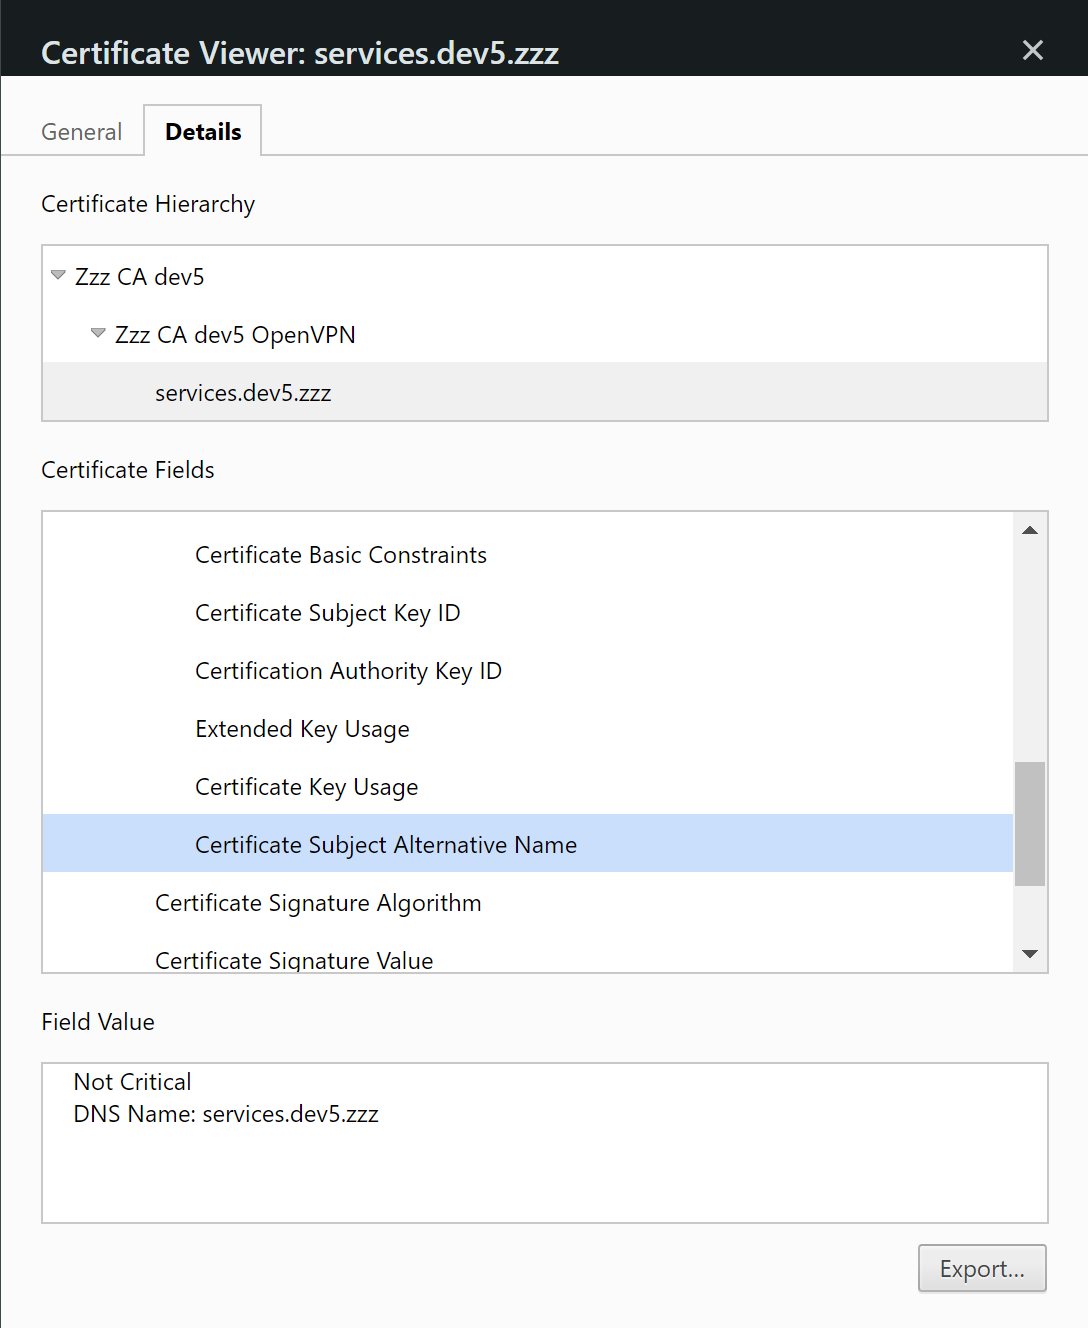 Certificate Viewer: services.dev5.zzz
General
Details
Certificate Hierarchy
Zzz CA dev5
Zzz CA dev5 OpenVPN
services.dev5.zzz
Certificate Fields
Certificate Basic Constraints
Certificate Subject Key ID
Certification Authority Key ID
Extended Key Usage
Certificate Key Usage
Certificate Subject Alternative Name
Certificate Signature Algorithm
Certificate Signature Value
Field Value
Not Critical
DNS Name: services.dev5.zzz
Export...